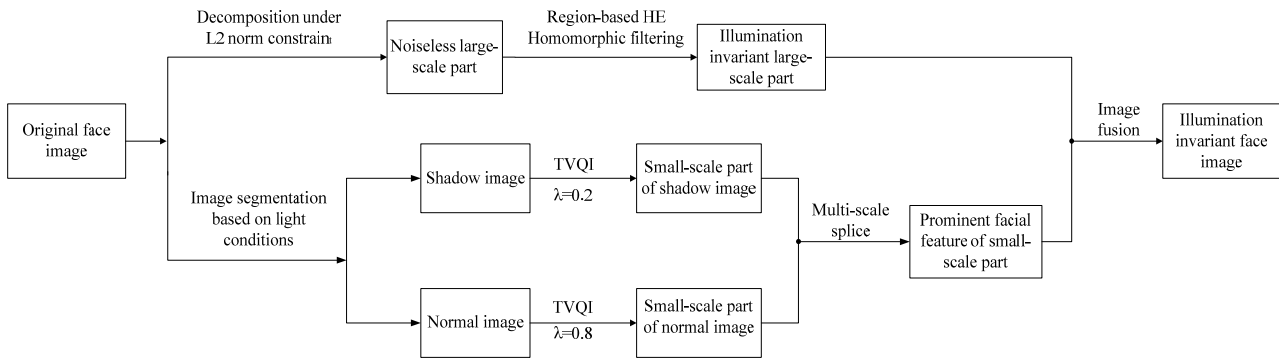 Decomposition under
L2 norm constrain
Region-based HE
Homomorphic filtering
Noiseless large-
scale part
Illumination
invariant large-
scale part
Original face
image
Image
fusion
Illumination
invariant face
image
Image segmentation
based on light
conditions
Shadow image
TVQI
λ=0.2
Small-scale part
of shadow image
Multi-scale
splice
Prominent facial
feature of small-
scale part
Normal image
TVQI
λ=0.8
Small-scale part
of normal image